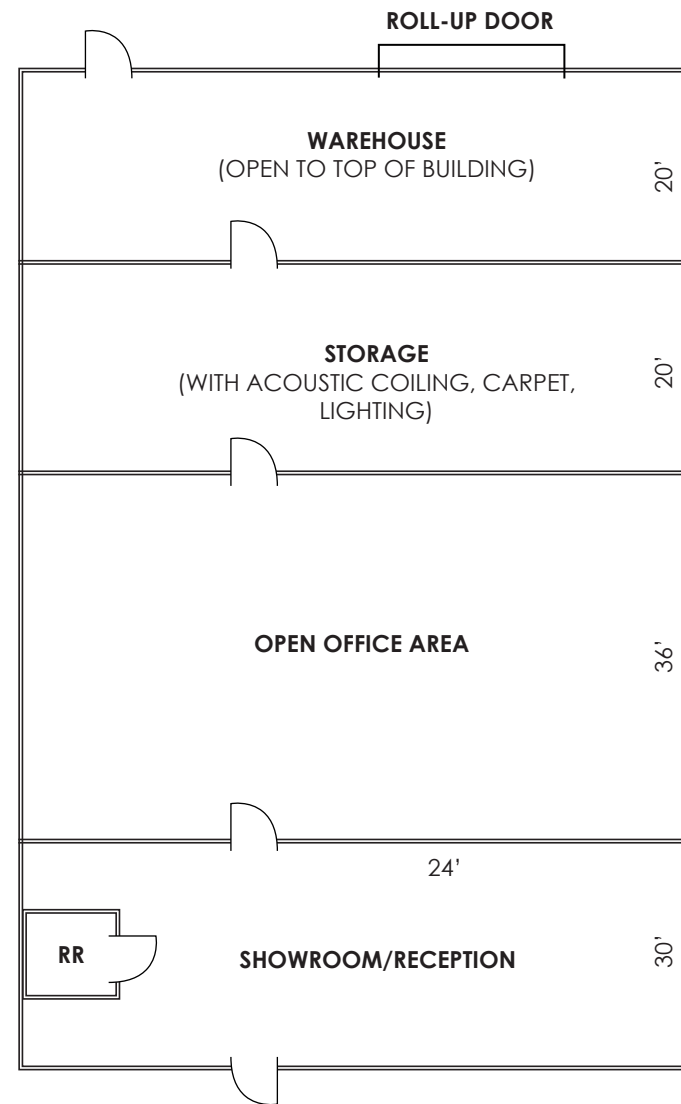 ROLL-UP DOOR
WAREHOUSE
(OPEN TO TOP OF BUILDING)
20’
STORAGE
(WITH ACOUSTIC COILING, CARPET,
LIGHTING)
20’
OPEN OFFICE AREA
36’
24’
RR
SHOWROOM/RECEPTION
30’